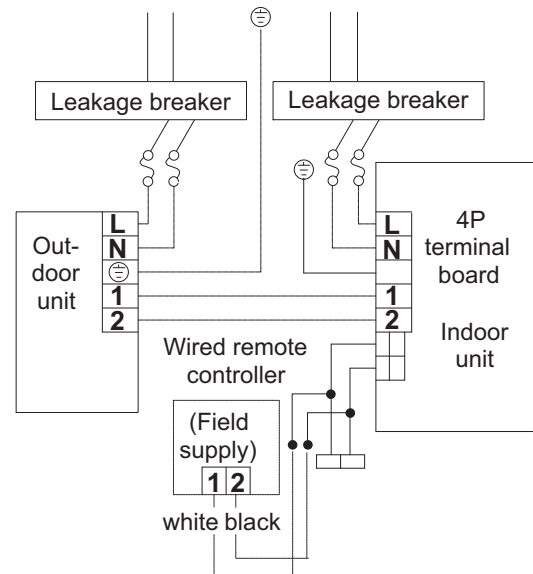 Leakage breaker
Leakage breaker
Out-
door
unit
L
N
1
2
L
N
1
2
4P
terminal
board
Indoor
unit
Wired remote
controller
(Field
supply)
1 2
white black